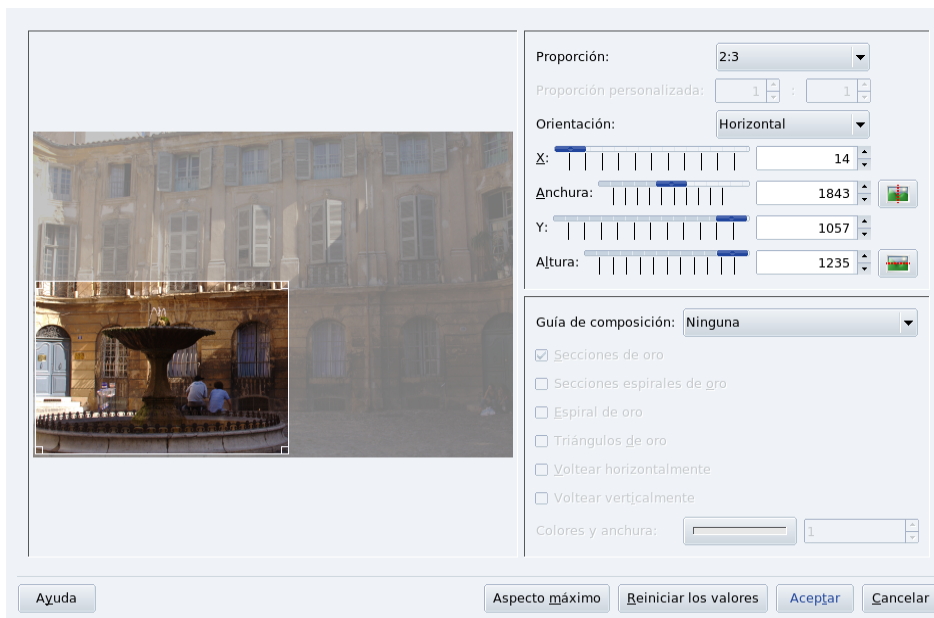 Proporción: 2:3
Proporción personalizada: 1 : 1
Orientación: Horizontal
X: 14
Anchura: 1843
Y: 1057
Altura: 1235
Guía de composición: Ninguna
Secciones de oro
Secciones espirales de oro
Espiral de oro
Triángulos de oro
Voltear horizontalmente
Voltear verticalmente
Colores y anchura: 1
Ayuda Aspecto máximo Reiniciar los valores Aceptar Cancelar